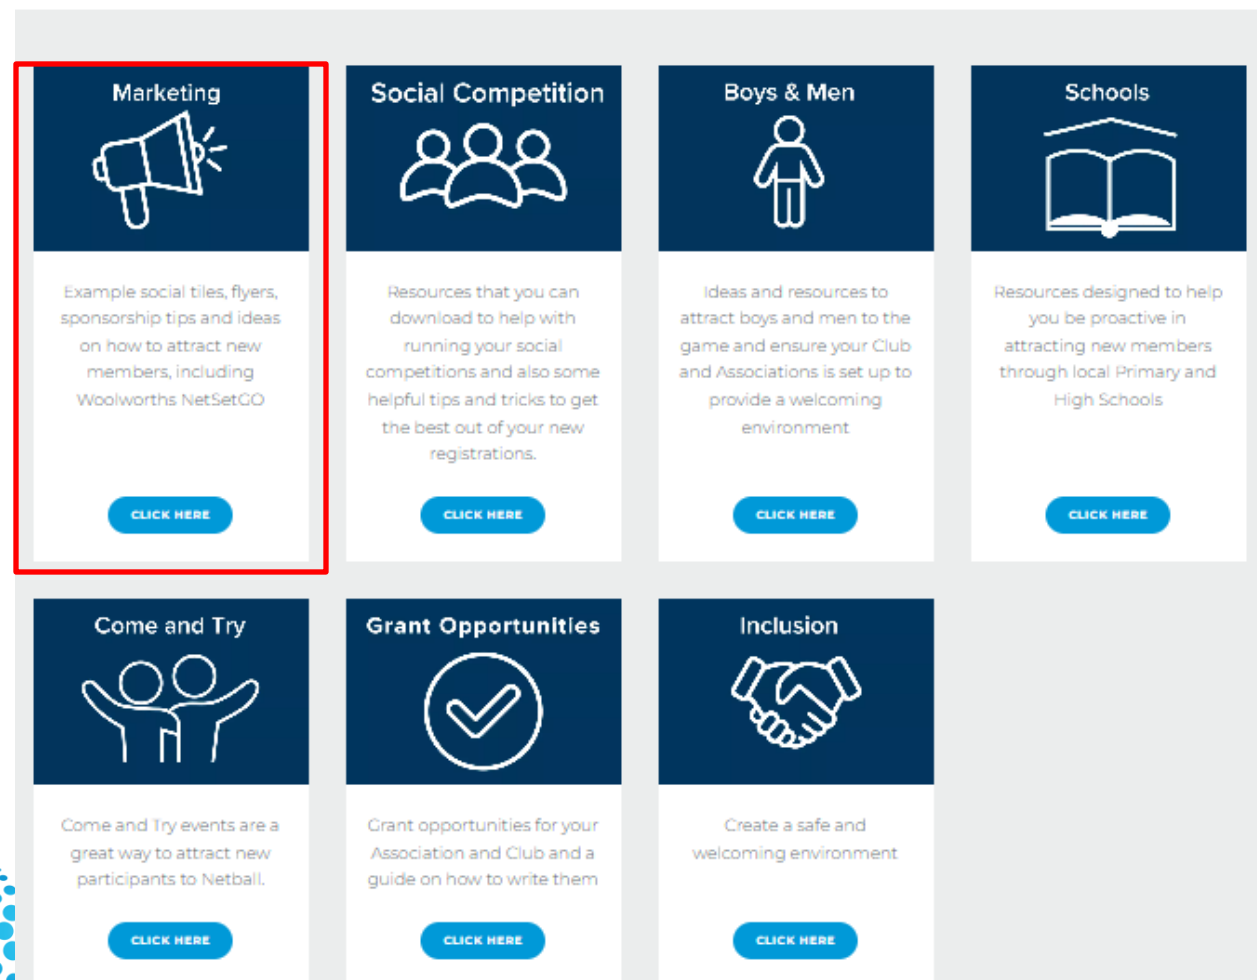 Marketing
Example social tiles, flyers,
sponsorship tips and ideas
on how to attract new
members, including
Woolworths NetSetGO
CLICK HERE
Social Competition
Resources that you can
download to help with
running your social
competitions and also some
helpful tips and tricks to get
the best out of your new
registrations.
CLICK HERE
Boys & Men
Ideas and resources to
attract boys and men to the
game and ensure your Club
and Associations is set up to
provide a welcoming
environment
CLICK HERE
Schools
Resources designed to help
you be proactive in
attracting new members
through local Primary and
High Schools
CLICK HERE
Come and Try
Come and Try events are a
great way to attract new
participants to Netball.
CLICK HERE
Grant Opportunities
Grant opportunities for your
Association and Club and a
guide on how to write them
CLICK HERE
Inclusion
Create a safe and
welcoming environment
CLICK HERE